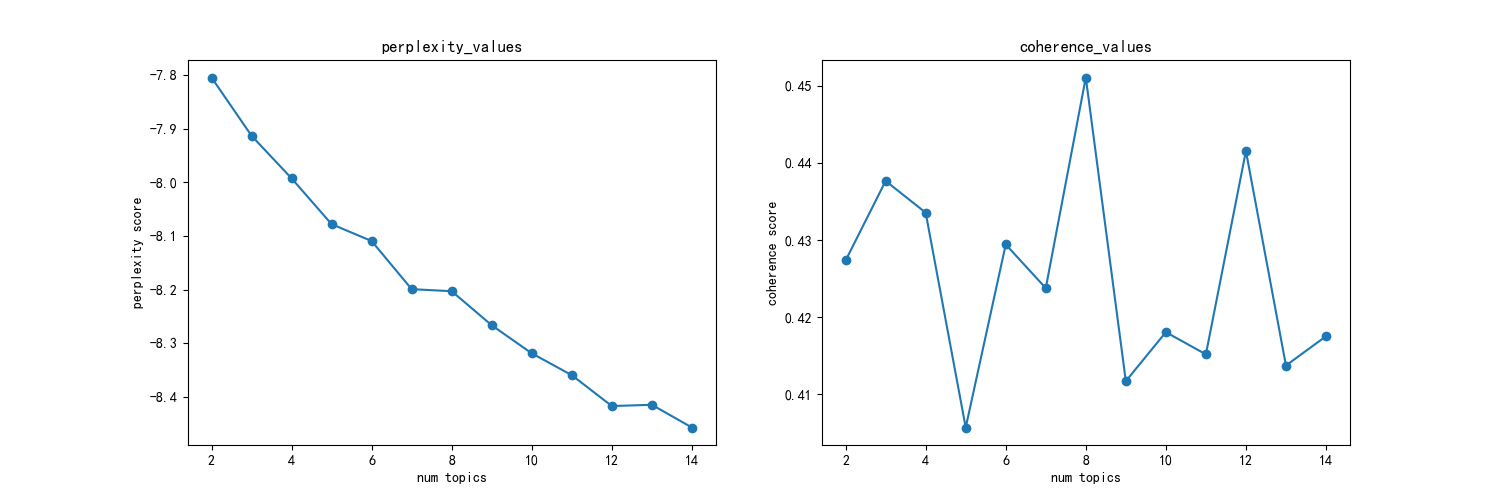 perplexity_values
perplexity score
-7.8
-7.9
-8.0
-8.1
-8.2
-8.3
-8.4
2 4 6 8 10 12 14
num topics
coherence_values
coherence score
0.45
0.44
0.43
0.42
0.41
2 4 6 8 10 12 14
num topics